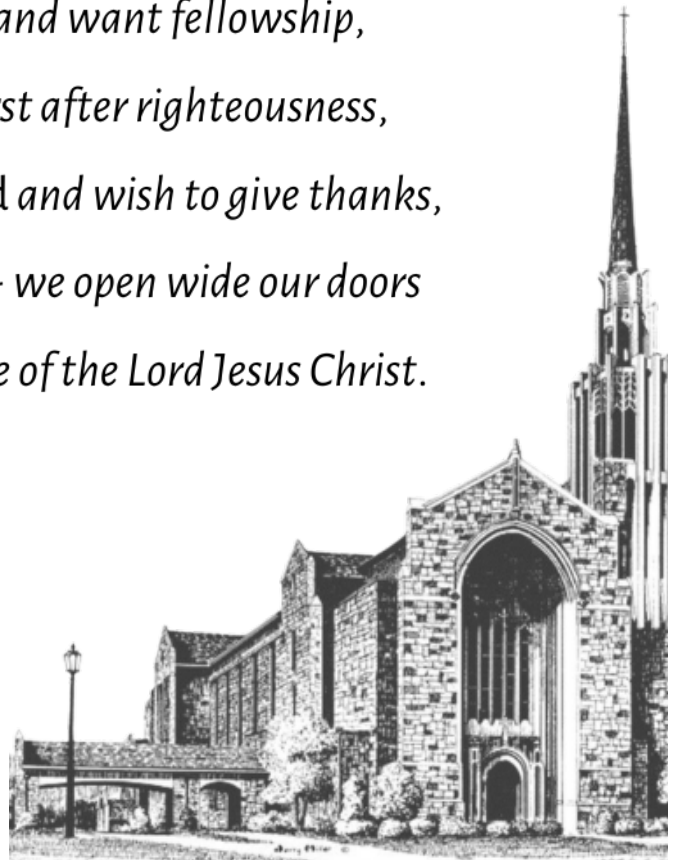 and want fellowship,
rst after righteousness,
d and wish to give thanks,
- we open wide our doors
e of the Lord Jesus Christ.